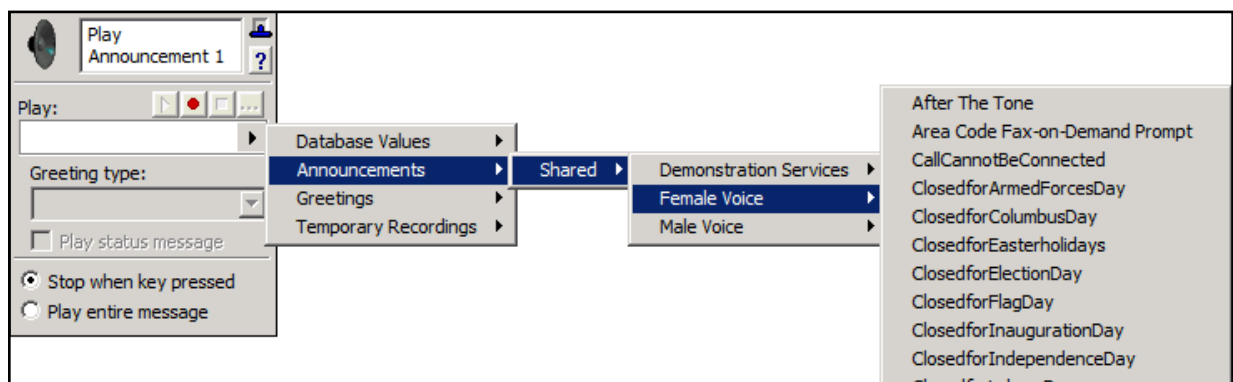 Play
Announcement 1
?
Play:
...
Greeting type:
Play status message
Stop when key pressed
Play entire message
Database Values
Announcements
Greetings
Temporary Recordings
Shared
Demonstration Services
Female Voice
Male Voice
After The Tone
Area Code Fax-on-Demand Prompt
CallCannotBeConnected
ClosedforArmedForcesDay
ClosedforColumbusDay
ClosedforEasterholidays
ClosedforElectionDay
ClosedforFlagDay
ClosedforInaugurationDay
ClosedforIndependenceDay